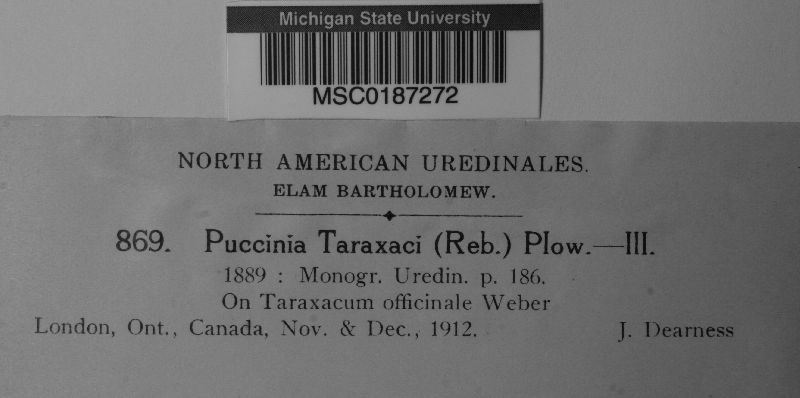 Michigan State University
MSC0187272
NORTH AMERICAN UREDINALES.
ELAM BARTHOLOMEW.
869. Puccinia Taraxaci (Reb.) Plow.—III.
1889 : Monogr. Uredin. p. 186.
On Taraxacum officinale Weber
London, Ont., Canada, Nov. & Dec., 1912. J. Dearness